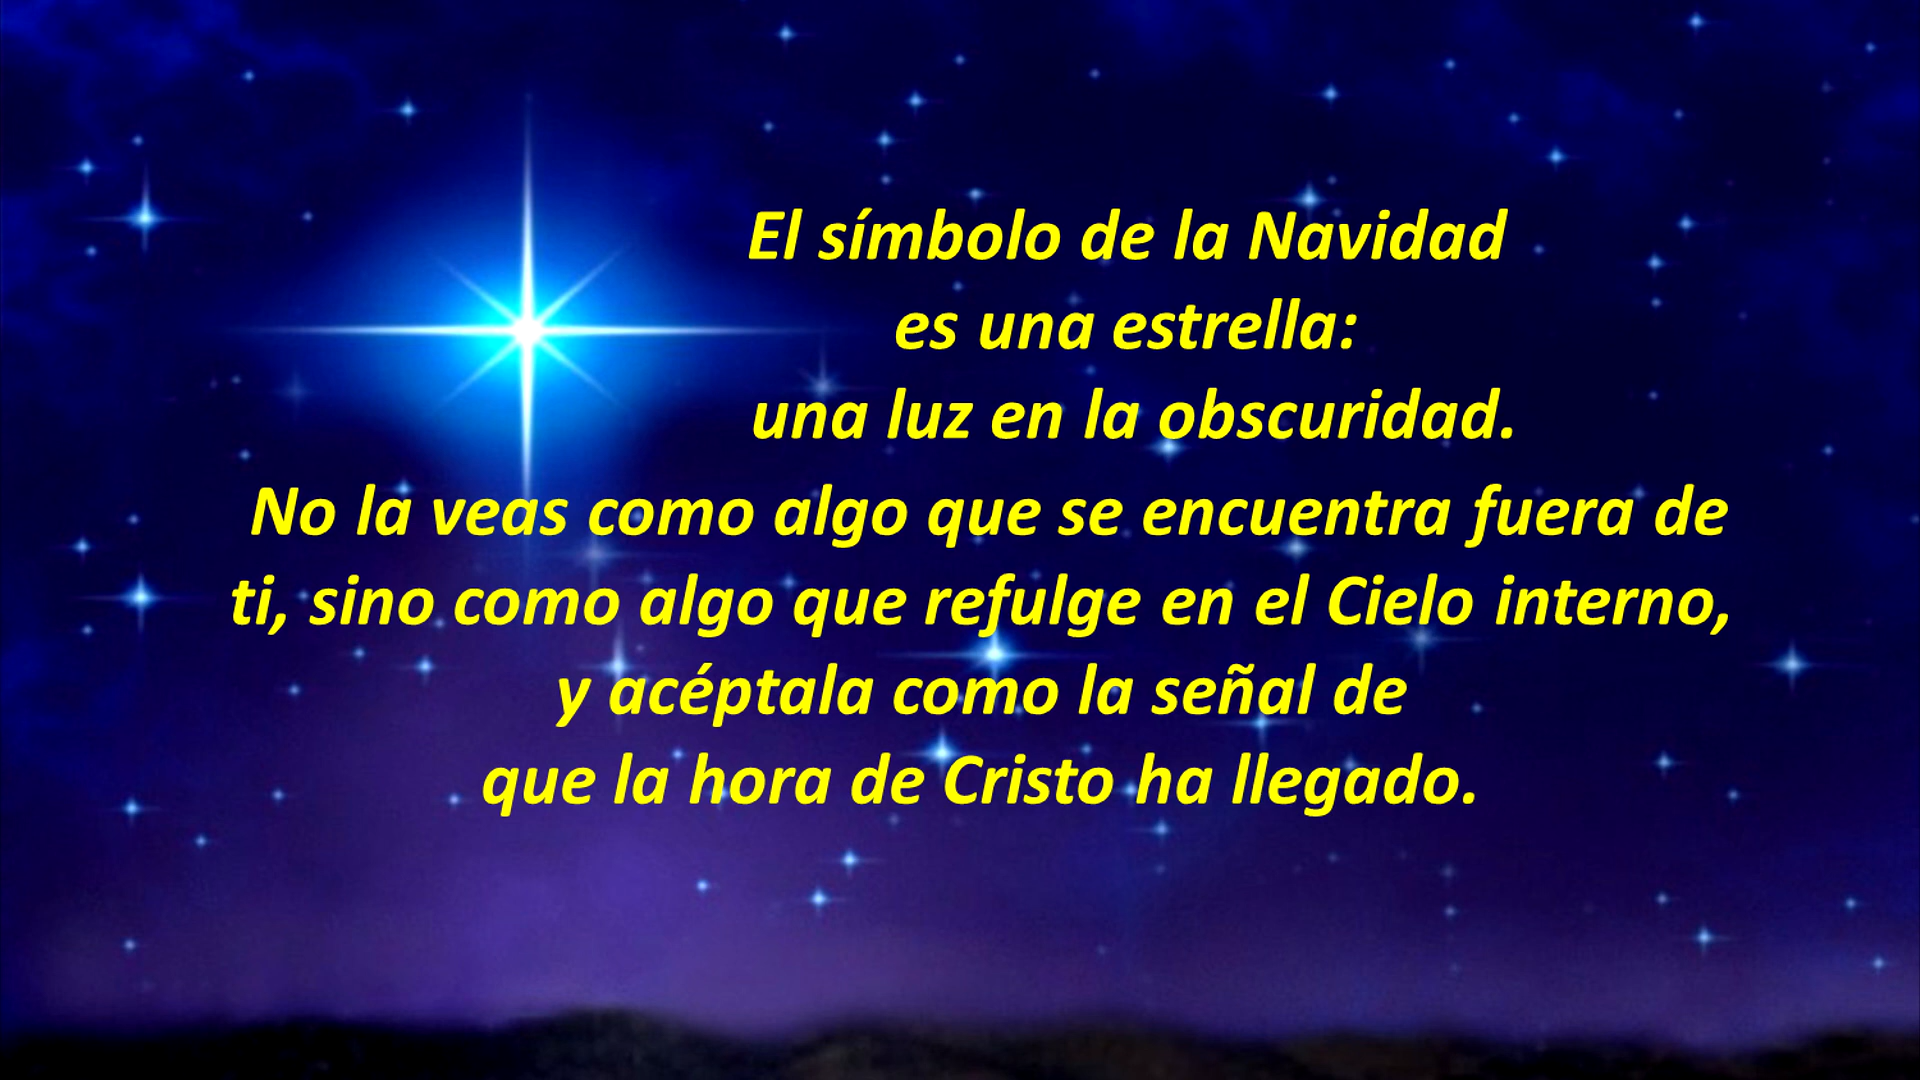 El símbolo de la Navidad
es una estrella:
una luz en la obscuridad.
No la veas como algo que se encuentra fuera de
ti, sino como algo que refulge en el Cielo interno,
y acéptala como la señal de
que la hora de Cristo ha llegado.